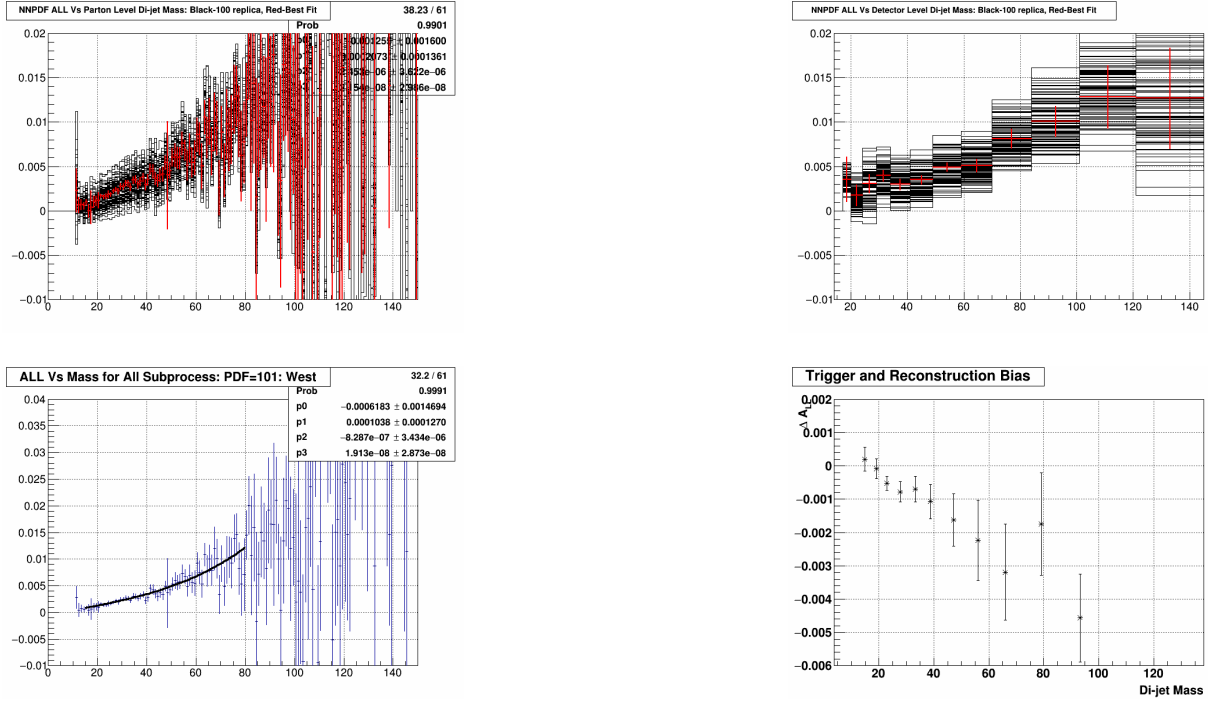 NNPDF ALL Vs Parton Level Di-jet Mass: Black-100 replica, Red-Best Fit
38.23 / 61
Prob 0.9901
0.02
0.015
0.01
0.005
0
−0.005
−0.01
0 20 40 60 80 100 120 140
NNPDF ALL Vs Detector Level Di-jet Mass: Black-100 replica, Red-Best Fit
0.02
0.015
0.01
0.005
0
−0.005
−0.01
20 40 60 80 100 120 140
ALL Vs Mass for All Subprocess: PDF=101: West
32.2 / 61
Prob 0.9991
p0 −0.0006183 ± 0.0014694
p1 0.0001038 ± 0.0001270
p2 −8.287e−07 ± 3.434e−06
p3 1.913e−08 ± 2.873e−08
0.04
0.035
0.03
0.025
0.02
0.015
0.01
0.005
0
−0.005
−0.01
0 20 40 60 80 100 120 140
Trigger and Reconstruction Bias
0.002
0.001
0
−0.001
−0.002
−0.003
−0.004
−0.005
−0.006
20 40 60 80 100 120
Di-jet Mass